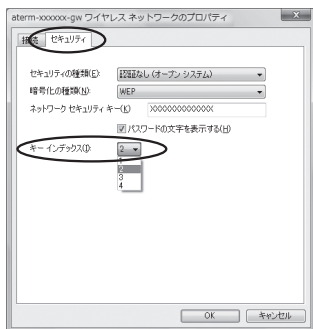 aterm-xxxxxx-gw ワイヤレス ネットワークのプロパティ
接続 セキュリティ
セキュリティの種類(E): 認証なし (オープン システム)
暗号化の種類(N): WEP
ネットワーク セキュリティ キー(K) XXXXXXXXXXXXX
パスワードの文字を表示する(H)
キー インデックス(I): 2
1
2
3
4
OK キャンセル